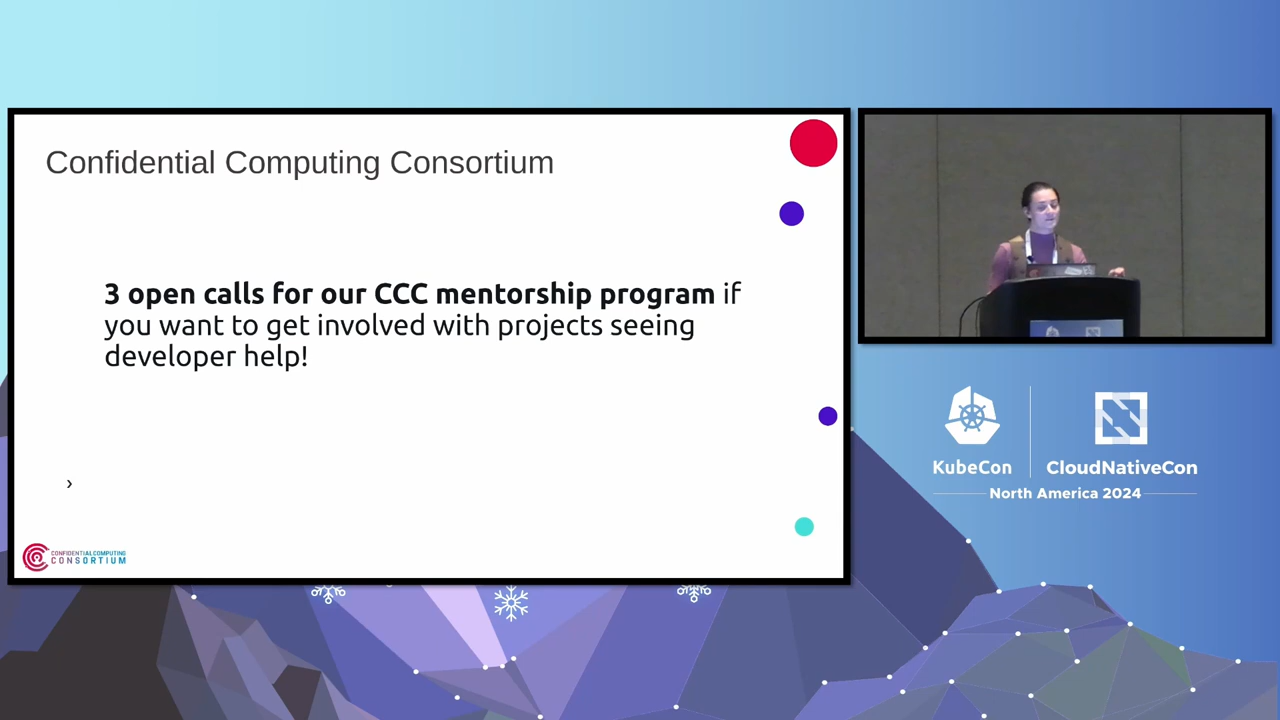 Confidential Computing Consortium
3 open calls for our CCC mentorship program if
you want to get involved with projects seeing
developer help!
›
CONFIDENTIAL COMPUTING
CONSORTIUM
KubeCon
CloudNativeCon
North America 2024